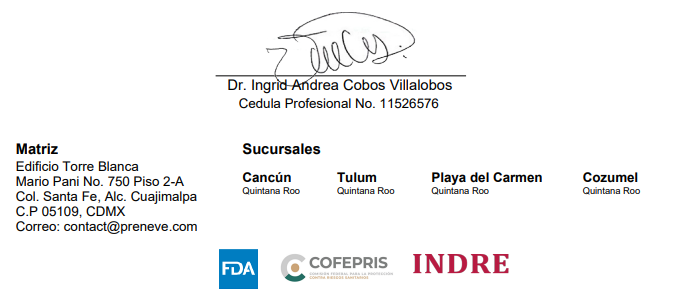 Dr. Ingrid Andrea Cobos Villalobos
Cedula Profesional No. 11526576
Matriz
Edificio Torre Blanca
Mario Pani No. 750 Piso 2-A
Col. Santa Fe, Alc. Cuajimalpa
C.P 05109, CDMX
Correo: contact@preneve.com
Sucursales
Cancún
Quintana Roo
Tulum
Quintana Roo
Playa del Carmen
Quintana Roo
Cozumel
Quintana Roo
FDA
COFEPRIS
COMISIÓN FEDERAL PARA LA PROTECCIÓN
CONTRA RIESGOS SANITARIOS
INDRE